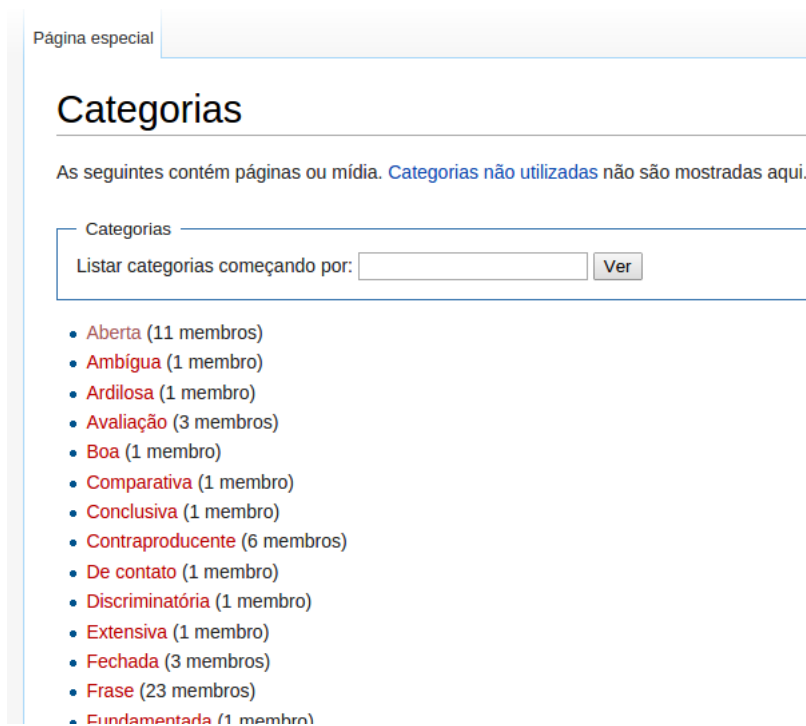 Página especial
Categorias
As seguintes contém páginas ou mídia. Categorias não utilizadas não são mostradas aqui.
Categorias
Listar categorias começando por: Ver
Aberta (11 membros)
Ambígua (1 membro)
Ardilosa (1 membro)
Avaliação (3 membros)
Boa (1 membro)
Comparativa (1 membro)
Conclusiva (1 membro)
Contraproducente (6 membros)
De contato (1 membro)
Discriminatória (1 membro)
Extensiva (1 membro)
Fechada (3 membros)
Frase (23 membros)
Fundamentada (1 membro)